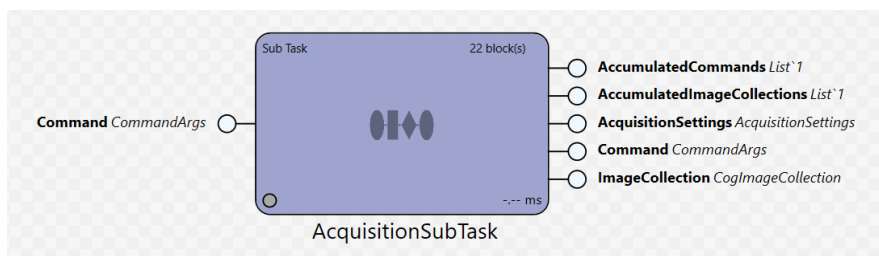 Sub Task 22 block(s)
AccumulatedCommands List`1
AccumulatedImageCollections List`1
Command CommandArgs
AcquisitionSettings AcquisitionSettings
Command CommandArgs
ImageCollection CogImageCollection
-.-- ms
AcquisitionSubTask